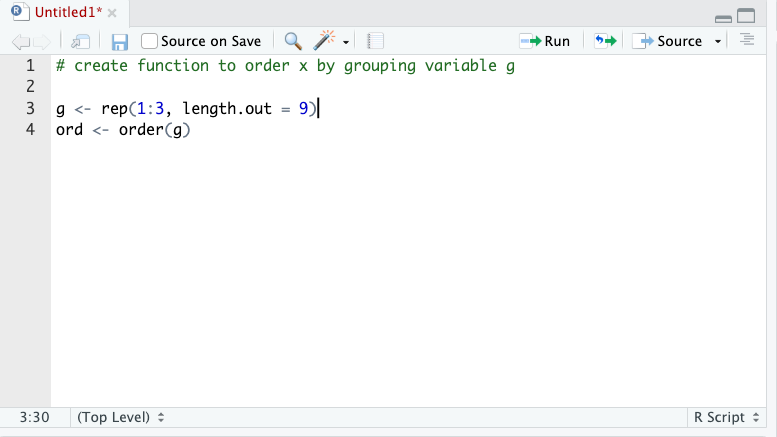 Untitled1*
Source on Save Run Source
1 # create function to order x by grouping variable g
2
3 g <- rep(1:3, length.out = 9)
4 ord <- order(g)
3:30 (Top Level) R Script